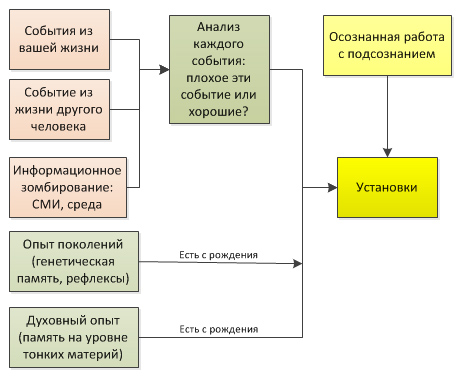 События из
вашей жизни
Событие из
жизни другого
человека
Информационное
зомбирование:
СМИ, среда
Анализ
каждого
события:
плохое эти
событие или
хорошие?
Осознанная работа
с подсознанием
Установки
Опыт поколений
(генетическая
память, рефлексы)
Есть с рождения
Духовный опыт
(память на уровне
тонких материй)
Есть с рождения